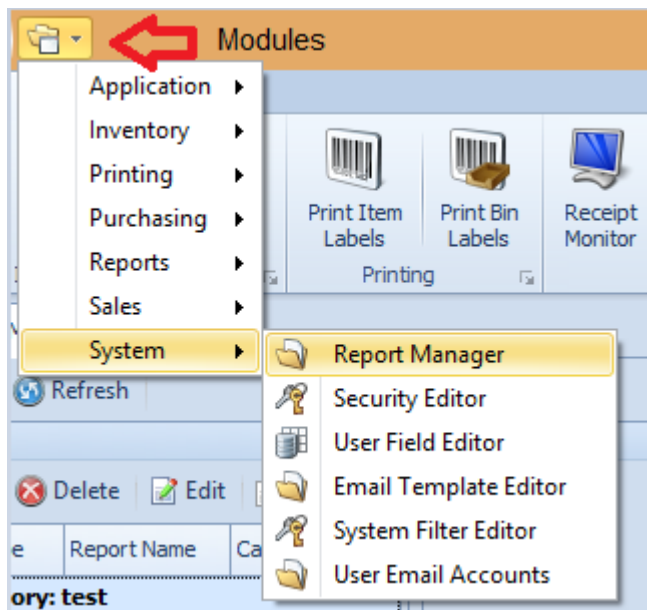 Modules
Application
Inventory
Printing
Purchasing
Reports
Sales
System
Print Item
Labels
Print Bin
Labels
Receipt
Monitor
Printing
Report Manager
Security Editor
User Field Editor
Email Template Editor
System Filter Editor
User Email Accounts
Refresh
Delete
Edit
e
Report Name
Ca
ory: test